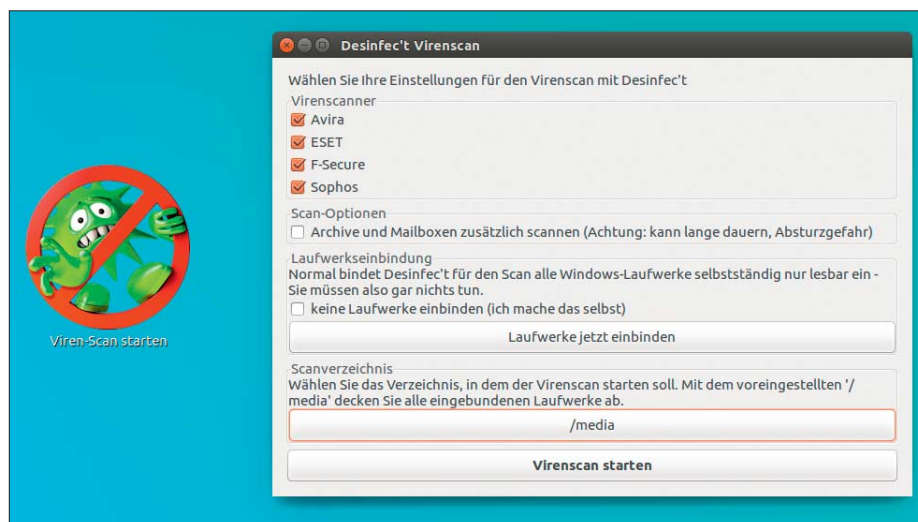 Desinfec't Virenscan
Wählen Sie Ihre Einstellungen für den Virenscan mit Desinfec't
Virenscanner
Avira
ESET
F-Secure
Sophos
Scan-Optionen
Archive und Mailboxen zusätzlich scannen (Achtung: kann lange dauern, Absturzgefahr)
Laufwerkseinbindung
Normal bindet Desinfec't für den Scan alle Windows-Laufwerke selbstständig nur lesbar ein -
Sie müssen also gar nichts tun.
keine Laufwerke einbinden (ich mache das selbst)
Laufwerke jetzt einbinden
Scanverzeichnis
Wählen Sie das Verzeichnis, in dem der Virenscan starten soll. Mit dem voreingestellten '/
media' decken Sie alle eingebundenen Laufwerke ab.
/media
Virenscan starten
Viren-Scan starten